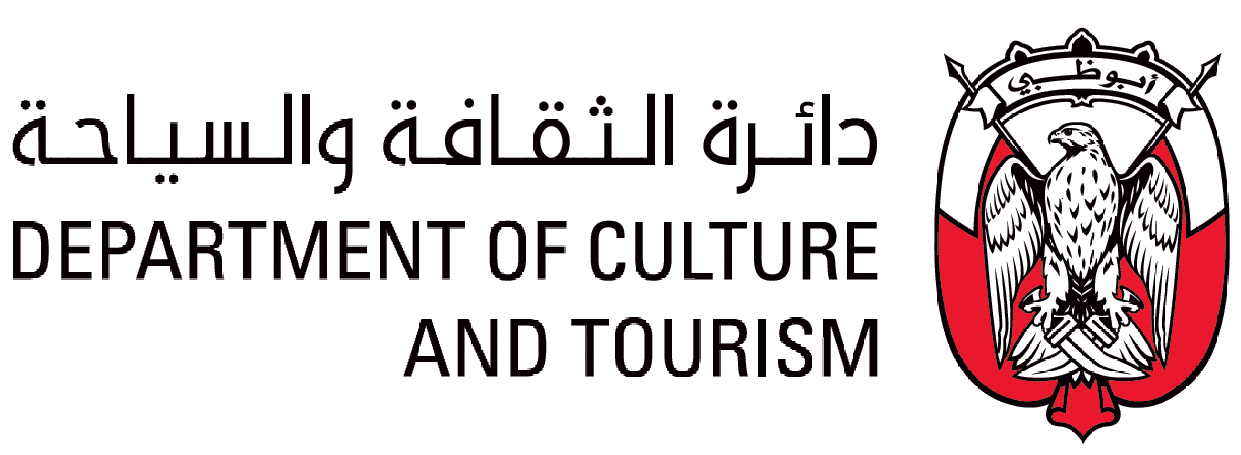 دائرة الثقافة والسياحة
DEPARTMENT OF CULTURE
AND TOURISM
أبوظبي